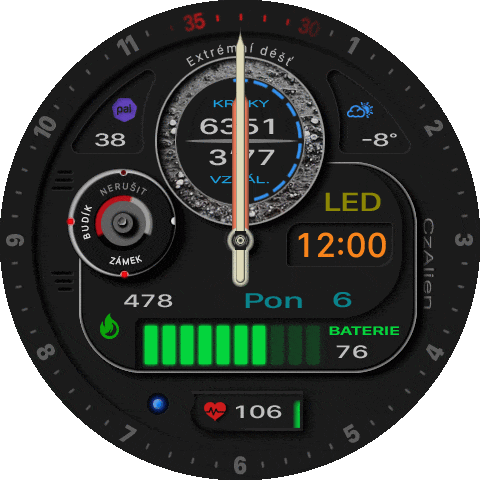 35
30
11
1
Extrémní déšť
10
2
pai
38
KROKY
6351
3177
VZDÁL.
-8°
NERUŠIT
BUDÍK
ZÁMEK
LED
12:00
9
3
CzAlien
478
Pon 6
BATERIE
76
8
4
106
7
5
6